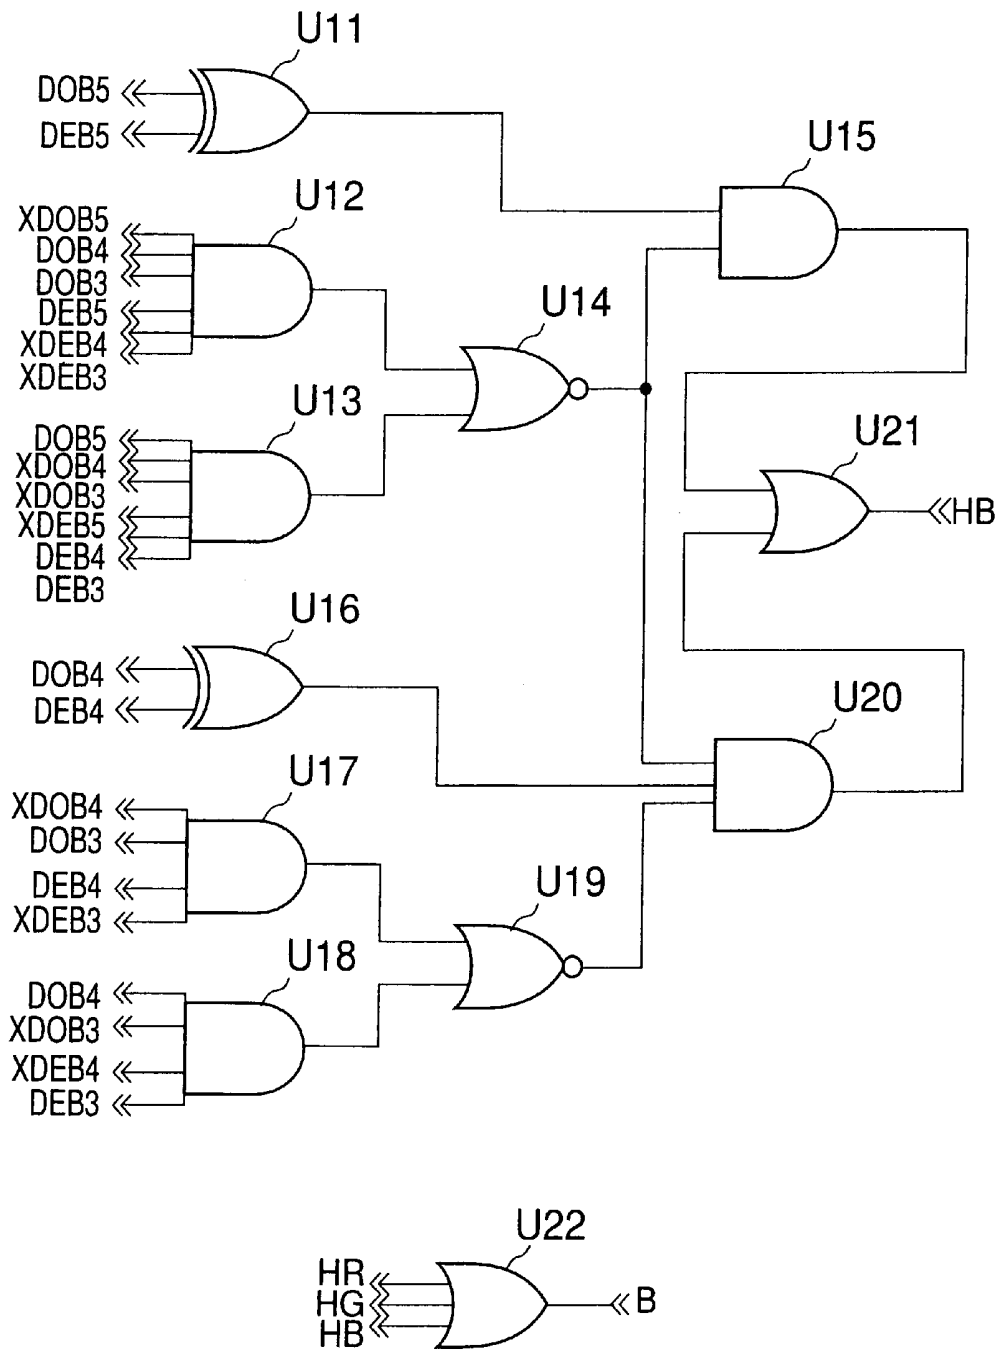 U11
DOB5
DEB5
U15
U12
XDOB5
DOB4
DOB3
DEB5
XDEB4
XDEB3
U14
U13
DOB5
XDOB4
XDOB3
XDEB5
DEB4
DEB3
U21
HB
U16
DOB4
DEB4
U20
U17
XDOB4
DOB3
DEB4
XDEB3
U19
U18
DOB4
XDOB3
XDEB4
DEB3
U22
HR
HG
HB
B